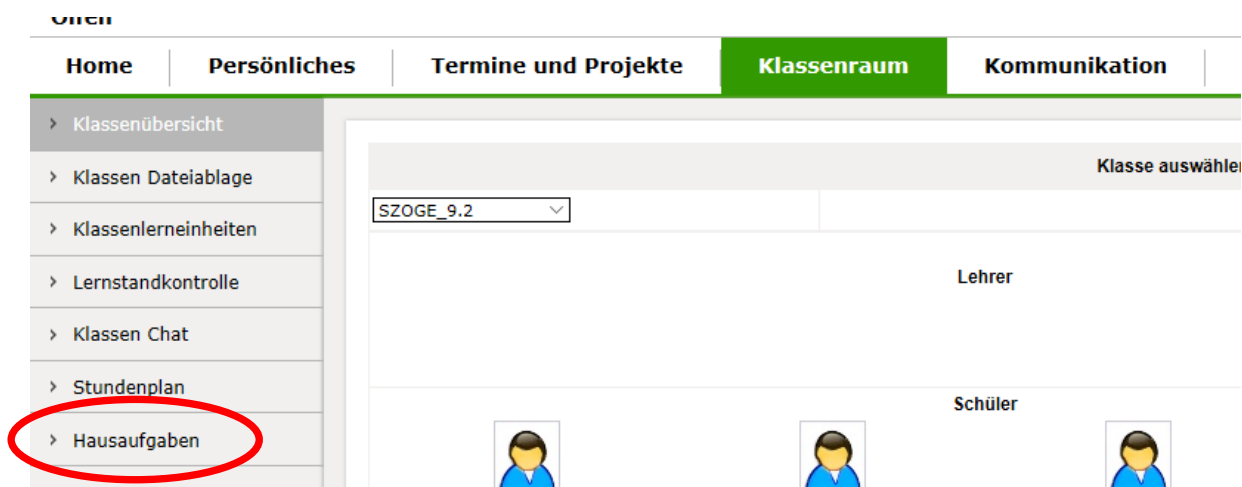 Home Persönliches Termine und Projekte Klassenraum Kommunikation
Klassenübersicht
Klassen Dateiablage
Klassenlerneinheiten
Lernstandkontrolle
Klassen Chat
Stundenplan
Hausaufgaben
Klasse auswählen
SZOGE_9.2
Lehrer
Schüler